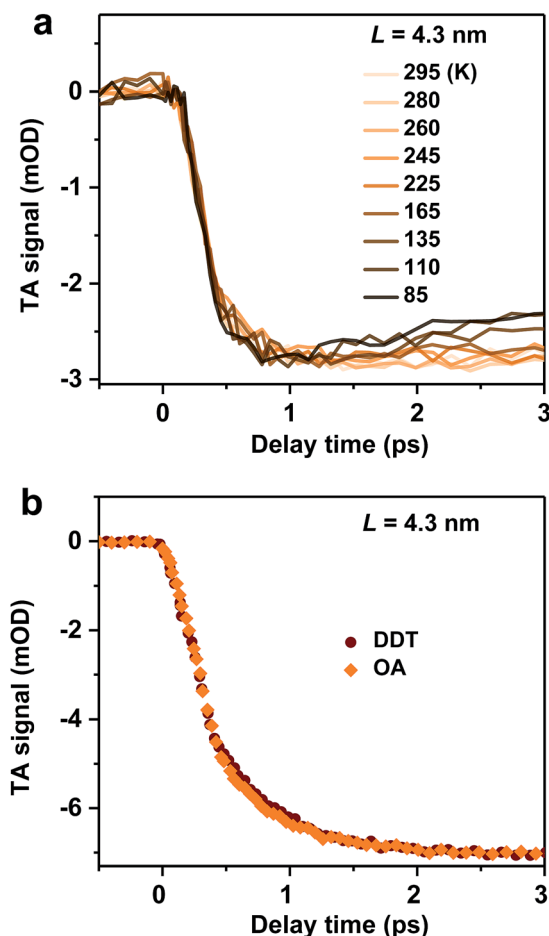 a
L = 4.3 nm
295 (K)
280
260
245
225
165
135
110
85
0
-1
-2
-3
TA signal (mOD)
0 1 2 3
Delay time (ps)
b
L = 4.3 nm
DDT
OA
0
-2
-4
-6
TA signal (mOD)
0 1 2 3
Delay time (ps)